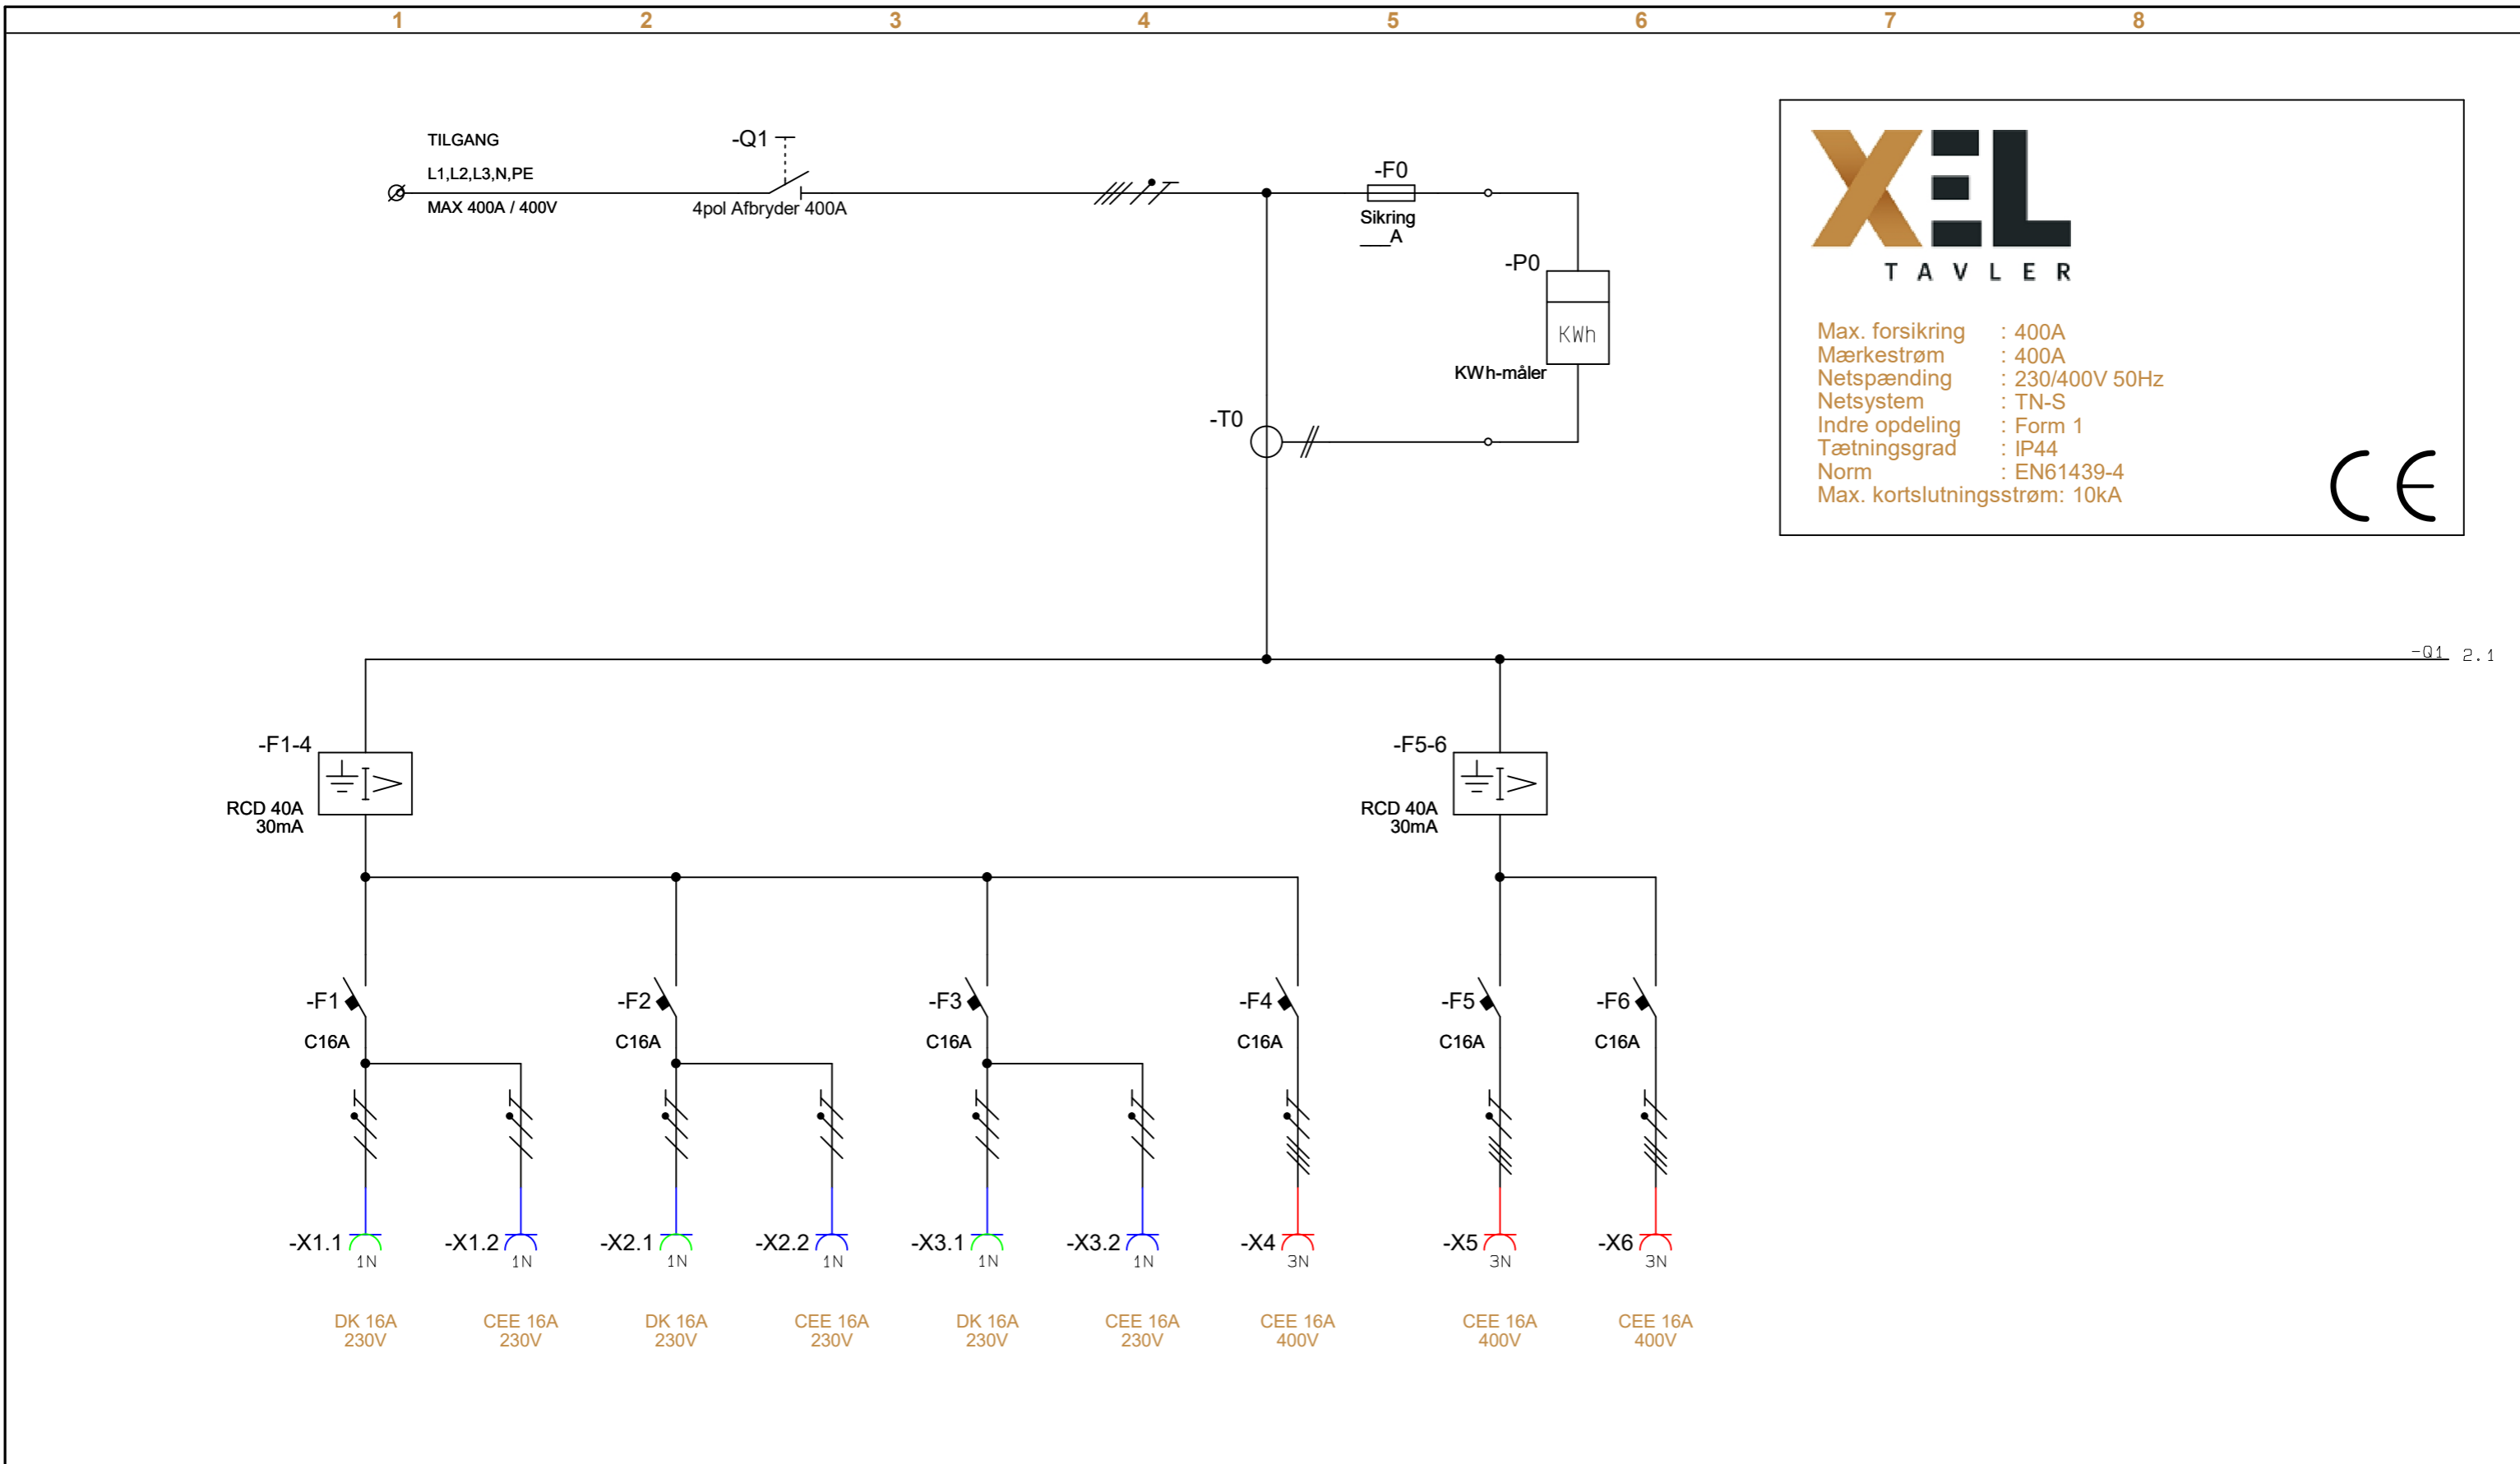 1 2 3 4 5 6 7 8
TILGANG
L1,L2,L3,N,PE
MAX 400A / 400V
-Q1
4pol Afbryder 400A
-F0
Sikring
___A
-P0
KWh
KWh-måler
-T0
XEL
TAVLER
Max. forsikring : 400A
Mærkestrøm : 400A
Netspænding : 230/400V 50Hz
Netsystem : TN-S
Indre opdeling : Form 1
Tætningsgrad : IP44
Norm : EN61439-4
Max. kortslutningsstrøm: 10kA
CE
-Q1 2.1
-F1-4
RCD 40A
30mA
-F5-6
RCD 40A
30mA
-F1 -F2 -F3 -F4 -F5 -F6
C16A C16A C16A C16A C16A C16A
-X1.1 -X1.2 -X2.1 -X2.2 -X3.1 -X3.2 -X4 -X5 -X6
1N 1N 1N 1N 1N 1N 3N 3N 3N
DK 16A CEE 16A DK 16A CEE 16A DK 16A CEE 16A CEE 16A CEE 16A CEE 16A
230V 230V 230V 230V 230V 230V 400V 400V 400V